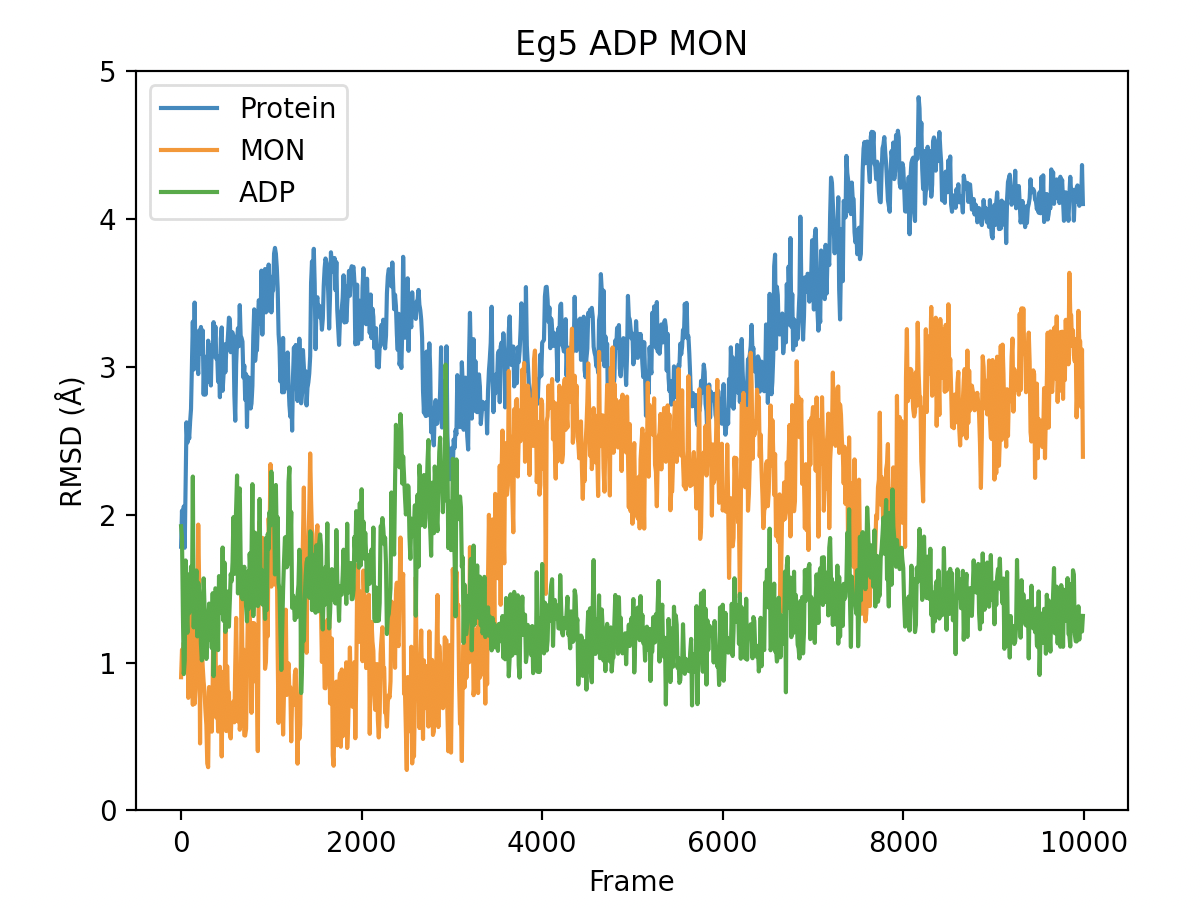 Eg5 ADP MON
Protein
MON
ADP
5
4
3
2
1
0
RMSD (Å)
0 2000 4000 6000 8000 10000
Frame